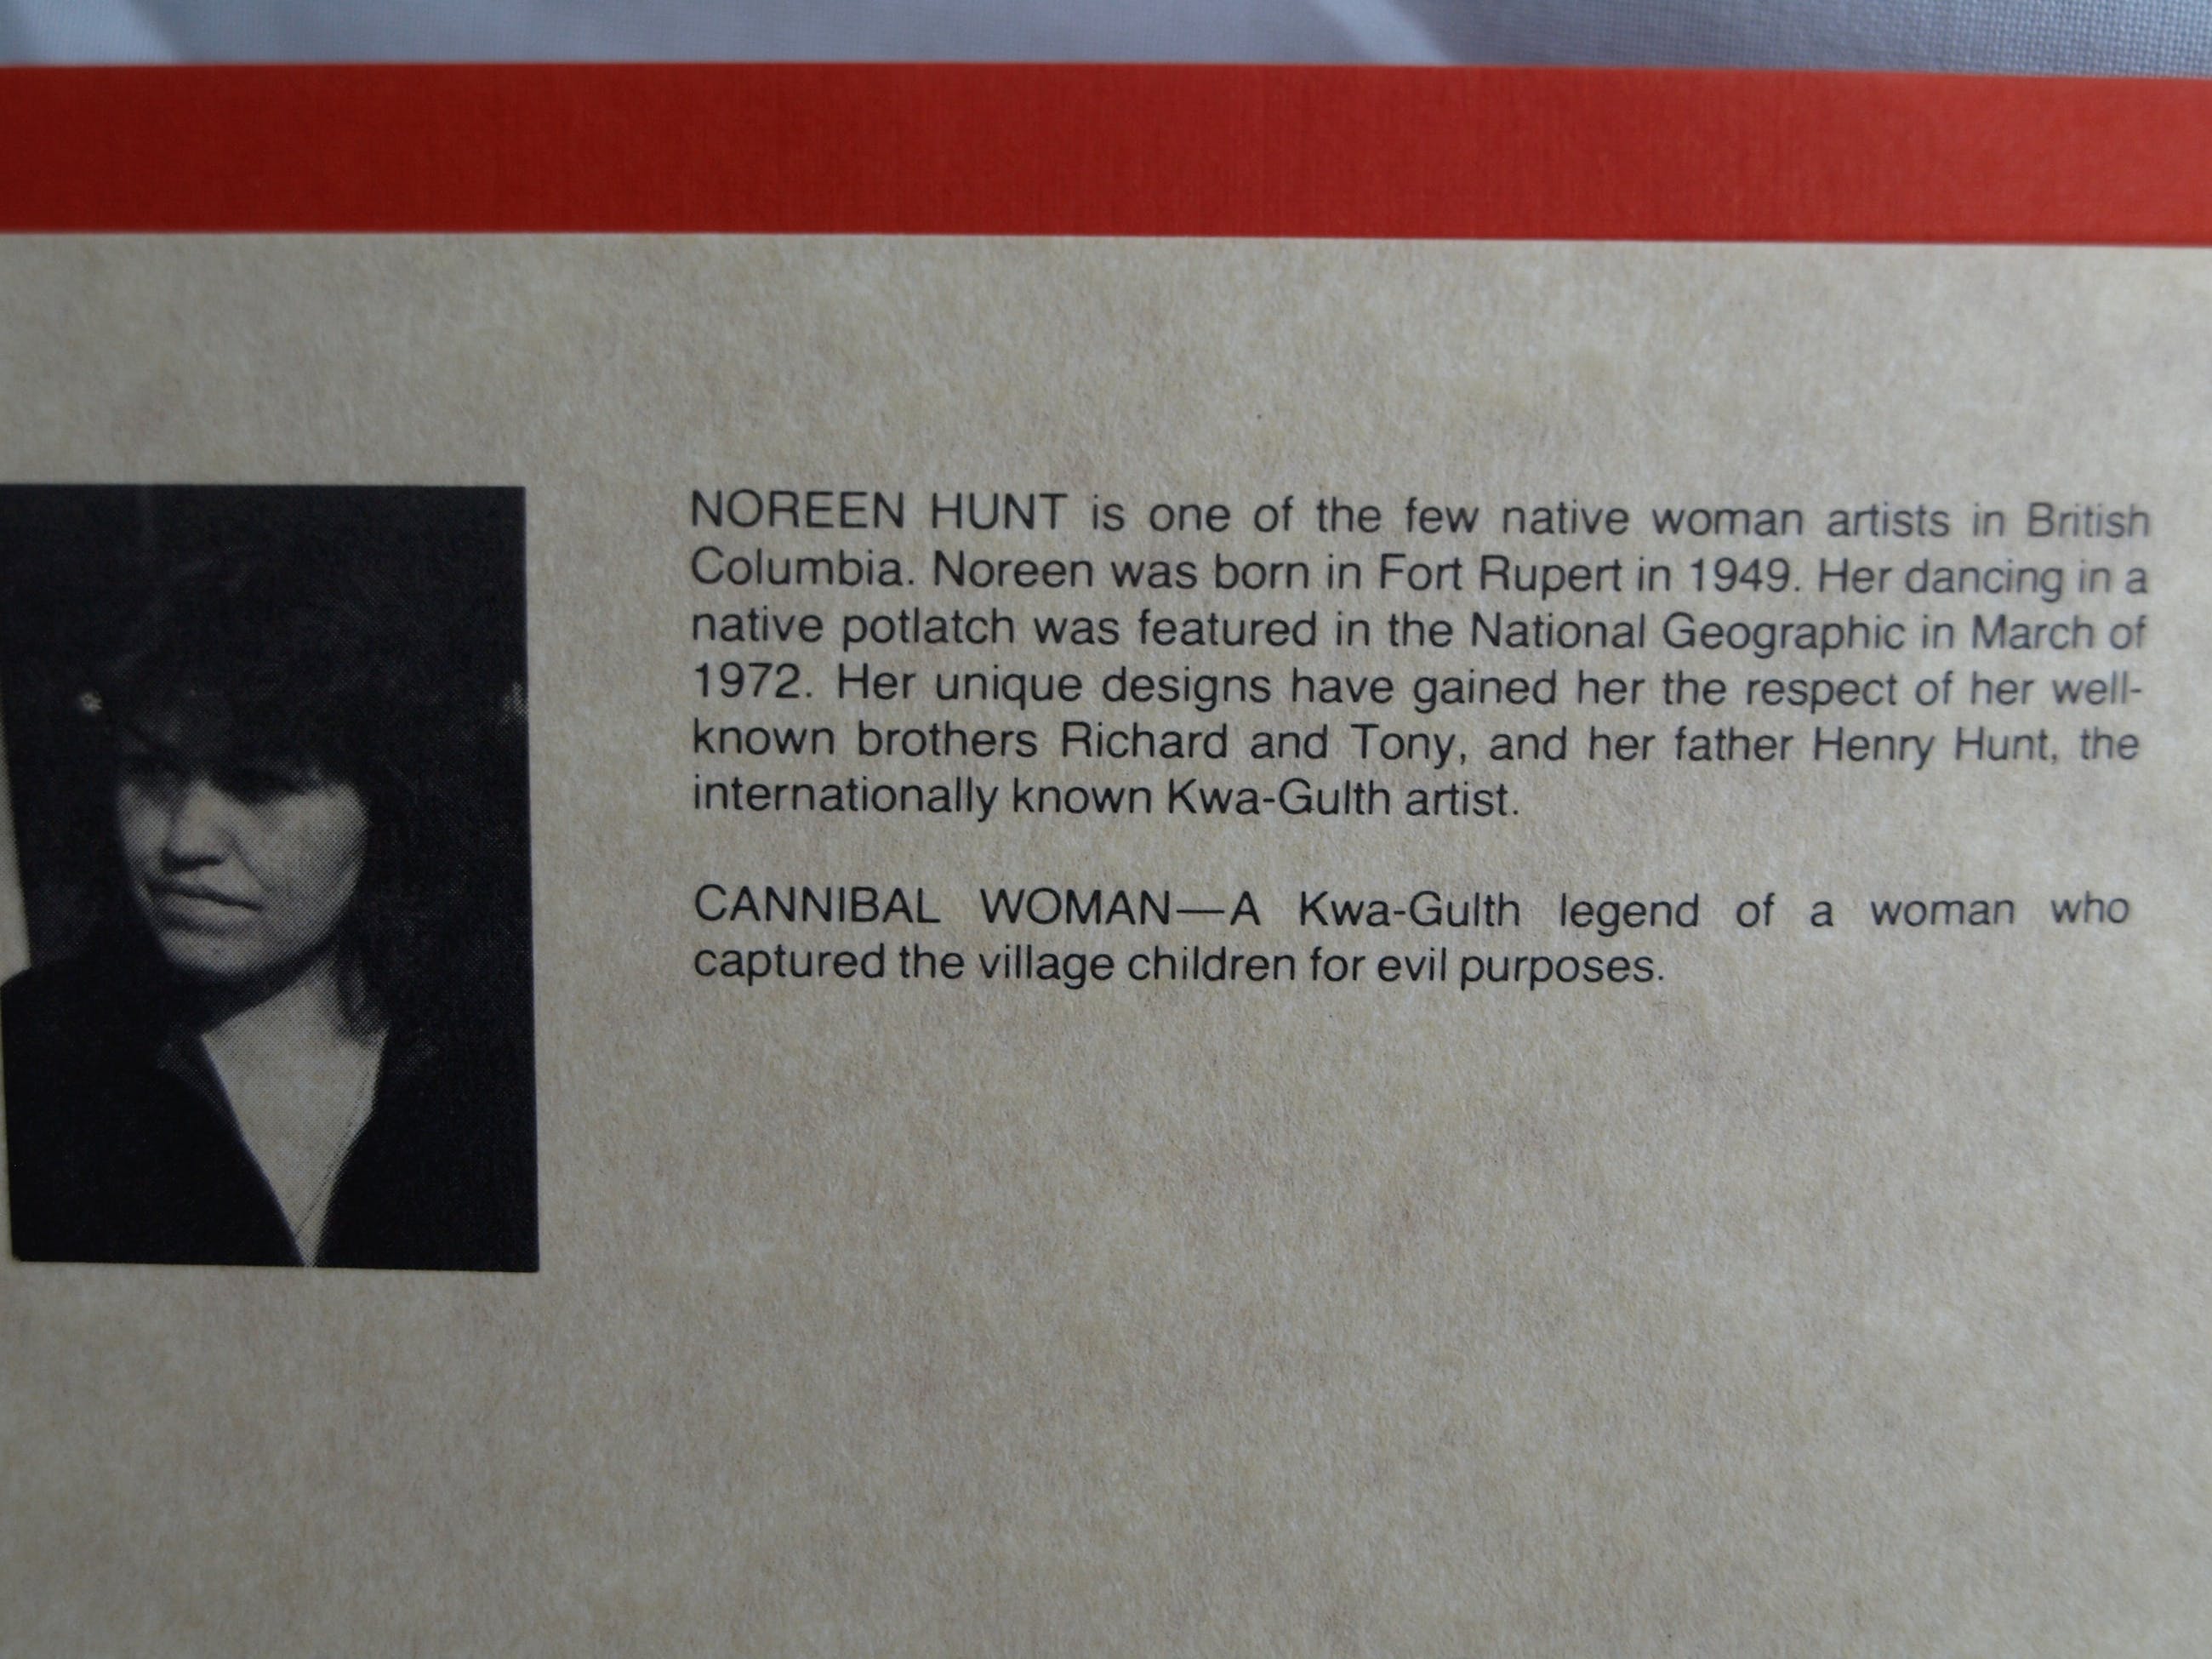 NOREEN HUNT is one of the few native woman artists in British
Columbia. Noreen was born in Fort Rupert in 1949. Her dancing in a
native potlatch was featured in the National Geographic in March of
1972. Her unique designs have gained her the respect of her well-
known brothers Richard and Tony, and her father Henry Hunt, the
internationally known Kwa-Gulth artist.
CANNIBAL WOMAN—A Kwa-Gulth legend of a woman who
captured the village children for evil purposes.